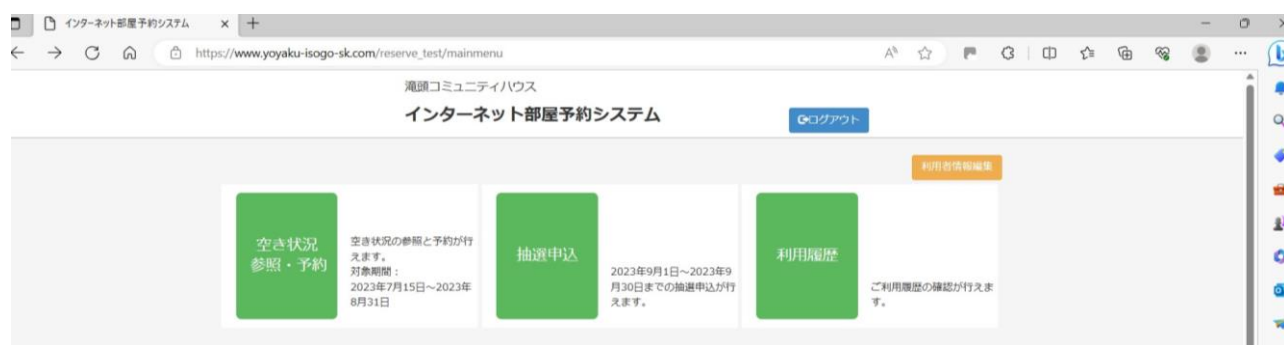 インターネット部屋予約システム
https://www.yoyaku-isogo-sk.com/reserve_test/mainmenu
滝頭コミュニティハウス
インターネット部屋予約システム
ログアウト
利用者情報編集
空き状況
参照・予約
空き状況の参照と予約が行
えます。
対象期間：
2023年7月15日～2023年
8月31日
抽選申込
2023年9月1日～2023年9
月30日までの抽選申込が行
えます。
利用履歴
ご利用履歴の確認が行えま
す。